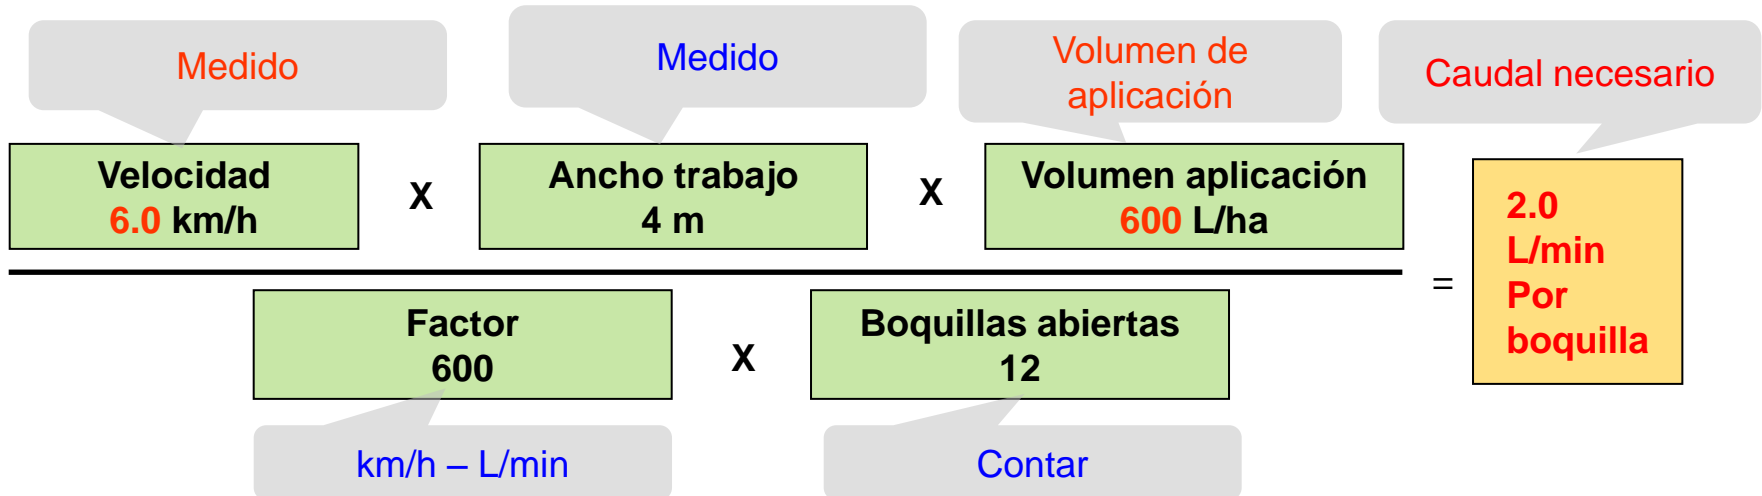 Medido
Medido
Volumen de
aplicación
Caudal necesario
Velocidad
6.0 km/h
X
Ancho trabajo
4 m
X
Volumen aplicación
600 L/ha
=
2.0
L/min
Por
boquilla
Factor
600
X
Boquillas abiertas
12
km/h – L/min
Contar